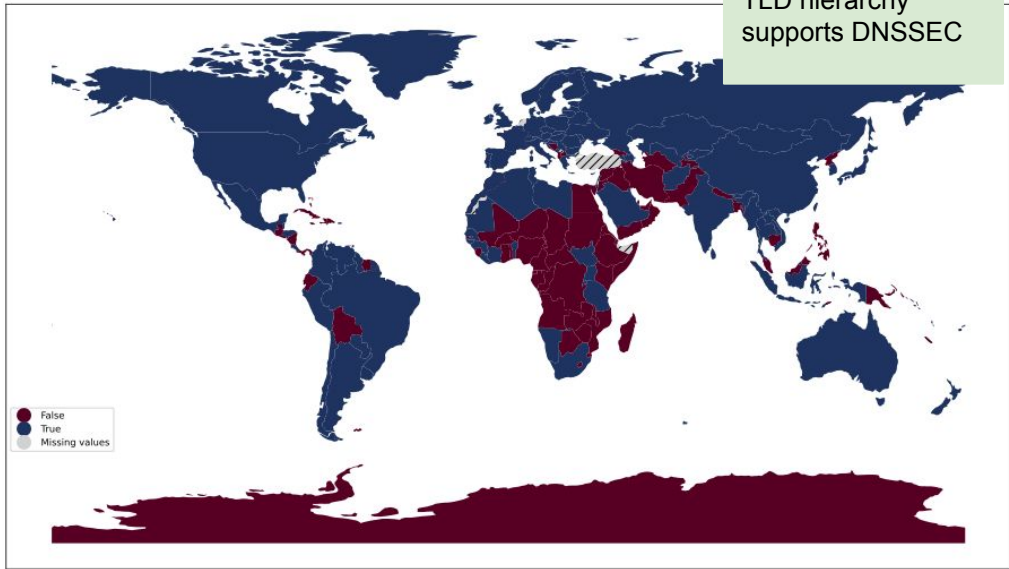 TLD hierarchy
supports DNSSEC
False
True
Missing values